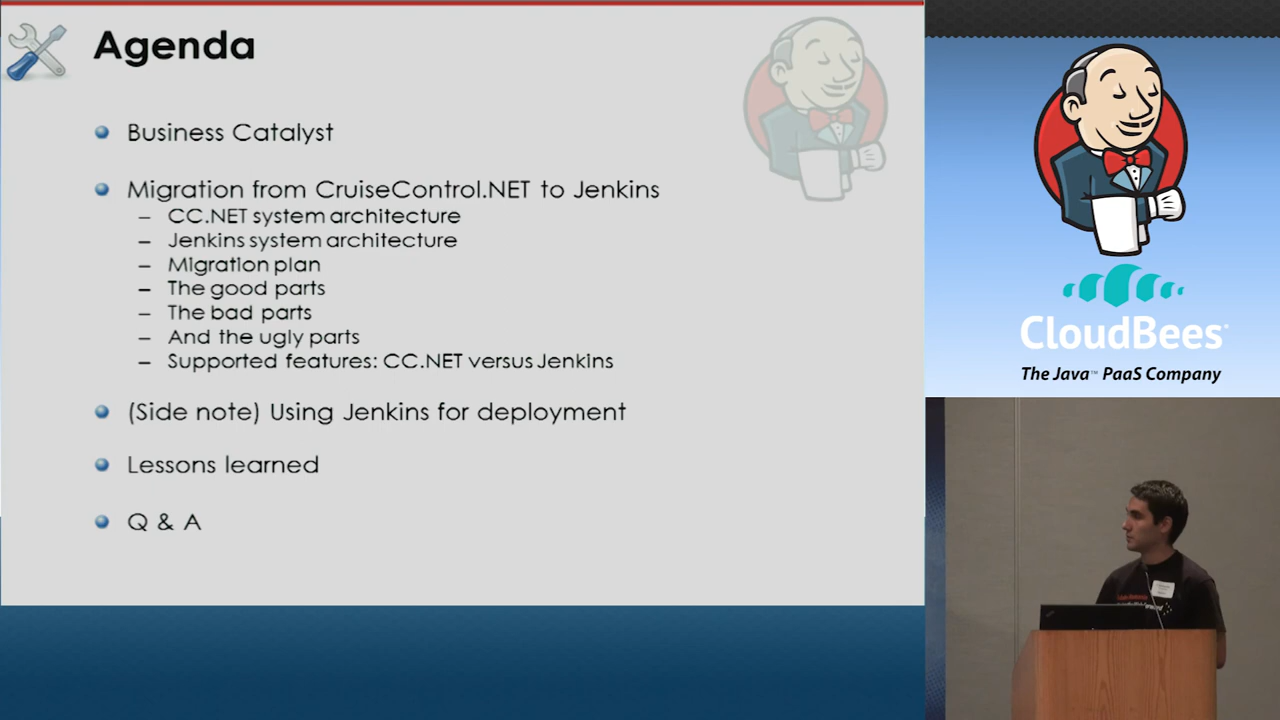 Agenda
Business Catalyst
Migration from CruiseControl.NET to Jenkins
– CC.NET system architecture
– Jenkins system architecture
– Migration plan
– The good parts
– The bad parts
– And the ugly parts
– Supported features: CC.NET versus Jenkins
(Side note) Using Jenkins for deployment
Lessons learned
Q & A
CloudBees
The Java™ PaaS Company